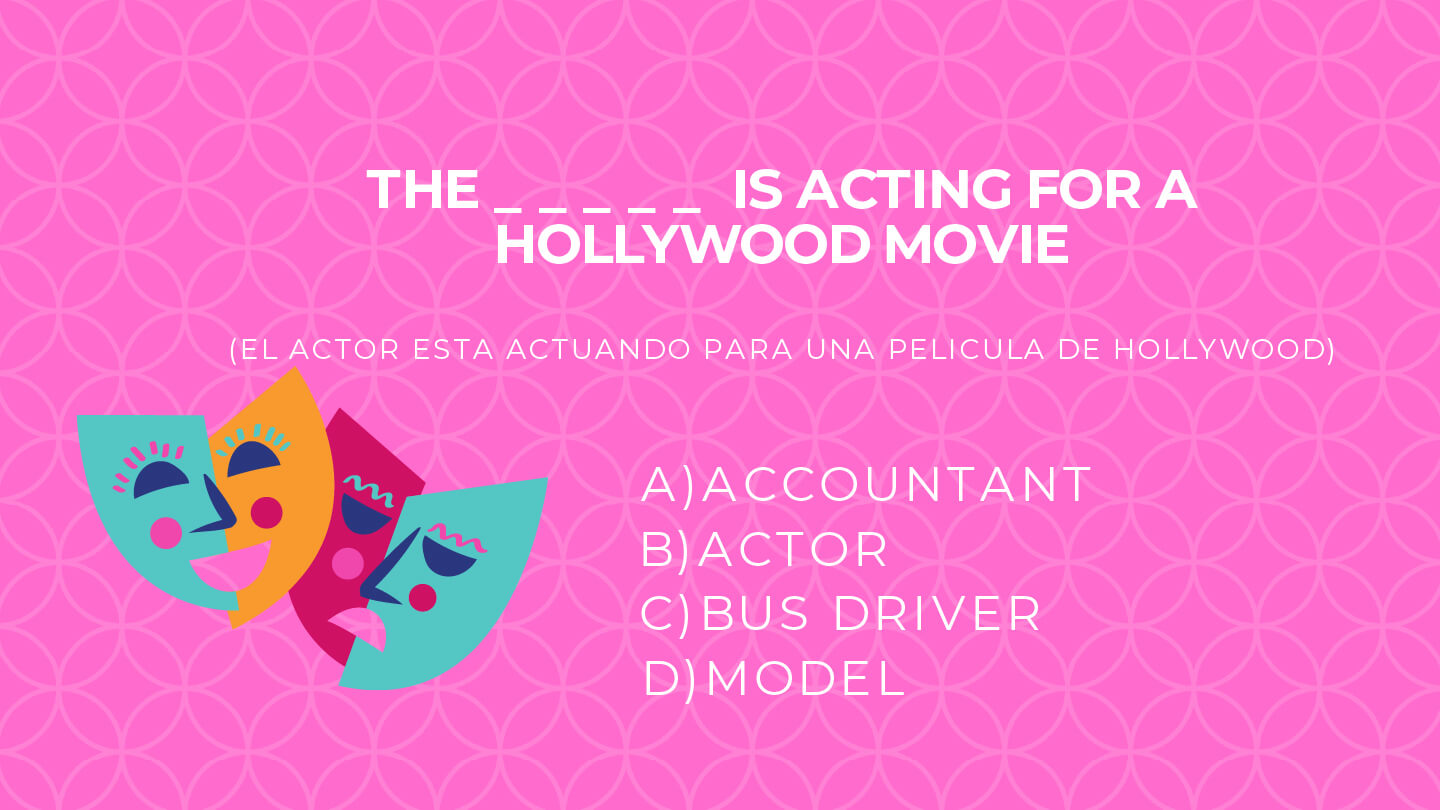 THE _ _ _ _ _ IS ACTING FOR A
HOLLYWOOD MOVIE
(EL ACTOR ESTA ACTUANDO PARA UNA PELICULA DE HOLLYWOOD)
A)ACCOUNTANT
B)ACTOR
C)BUS DRIVER
D)MODEL